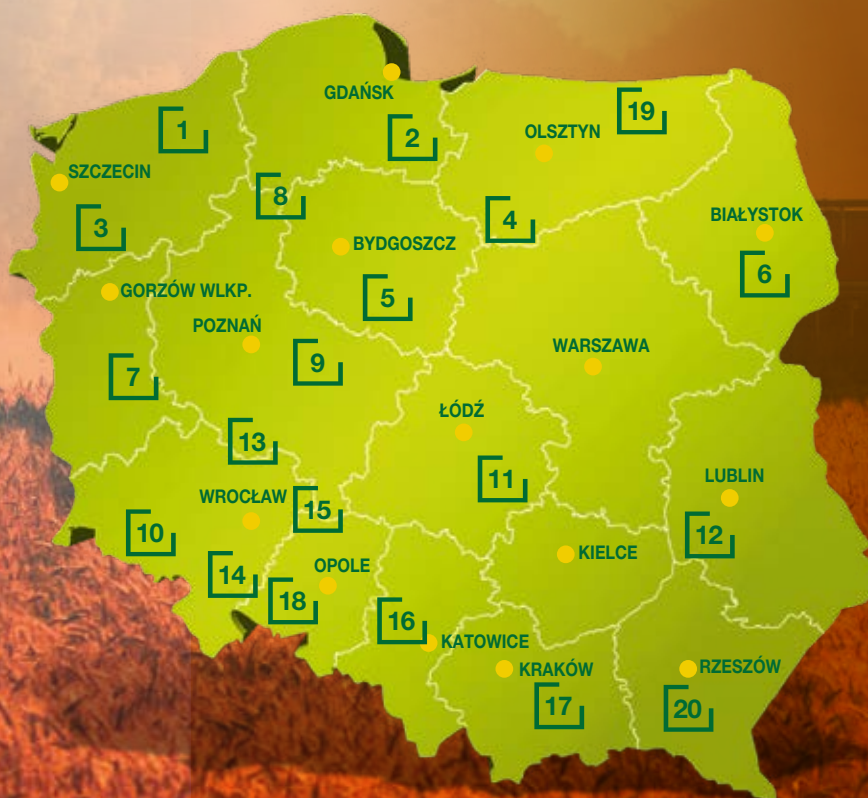 GDAŃSK
19
1
OLSZTYN
2
SZCZECIN
8
3
4
BIAŁYSTOK
BYDGOSZCZ
6
GORZÓW WLKP.
5
POZNAŃ
WARSZAWA
9
7
ŁÓDŹ
13
LUBLIN
11
WROCŁAW
15
10
12
KIELCE
OPOLE
14
18
16
KATOWICE
KRAKÓW
RZESZÓW
17
20